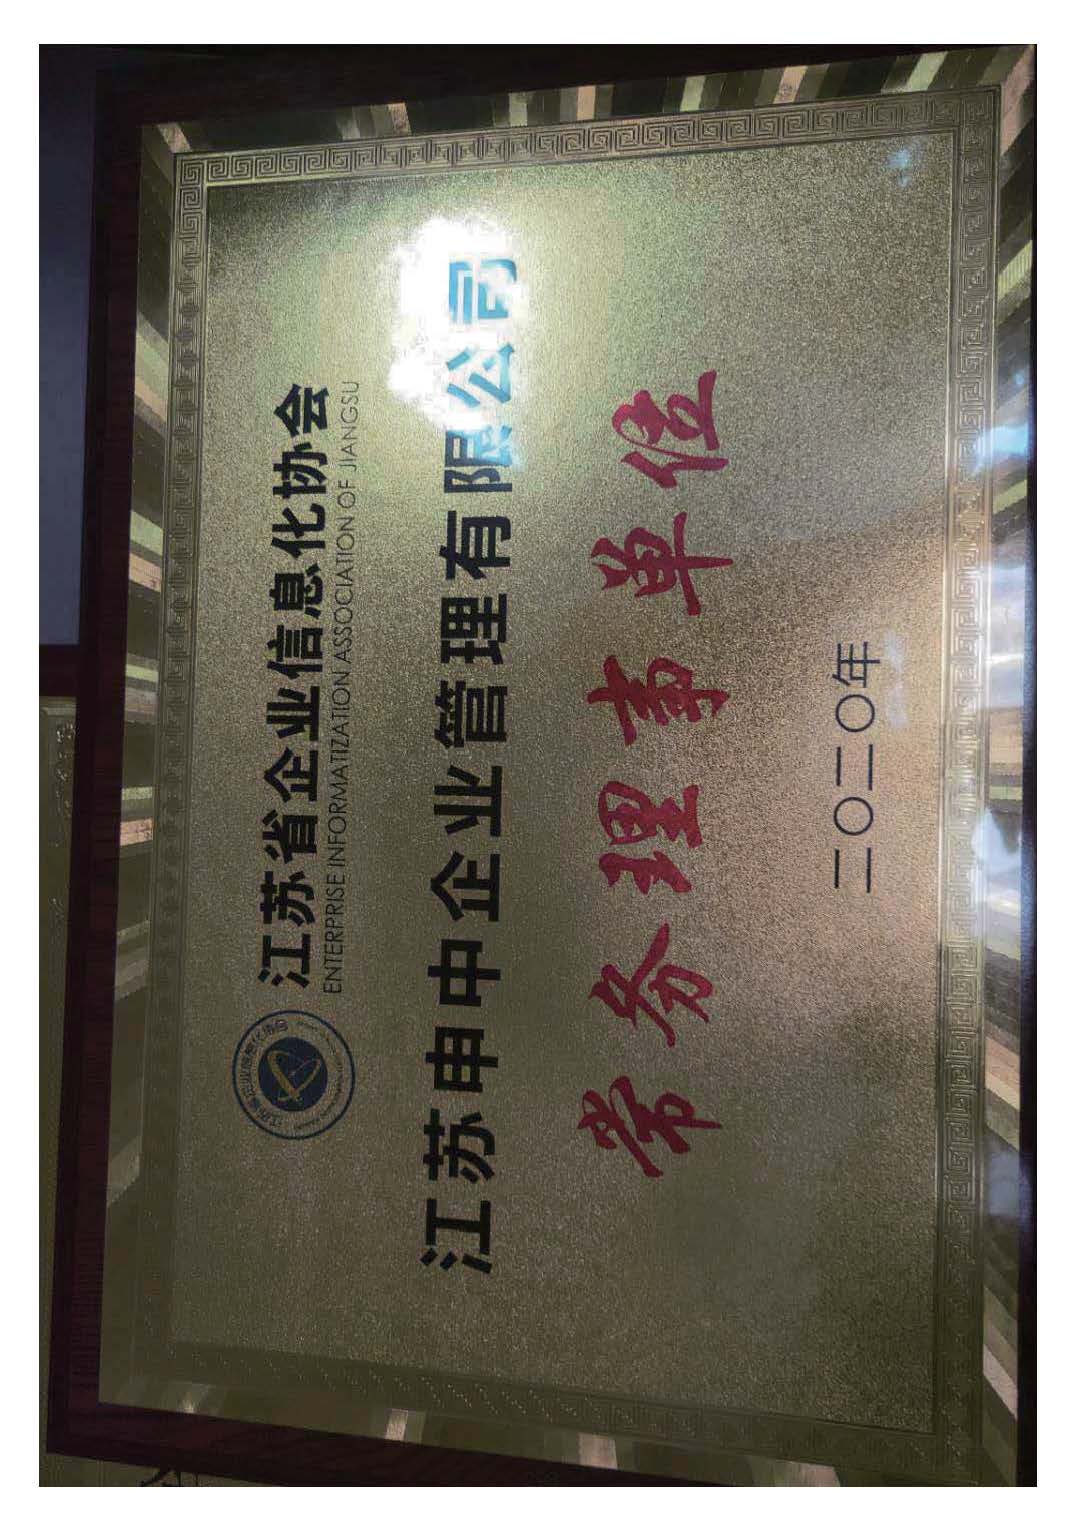 江苏省企业信息化协会
ENTERPRISE INFORMATIZATION ASSOCIATION OF JIANGSU
江苏申中企业管理有限公司
常务理事单位
二〇二〇年